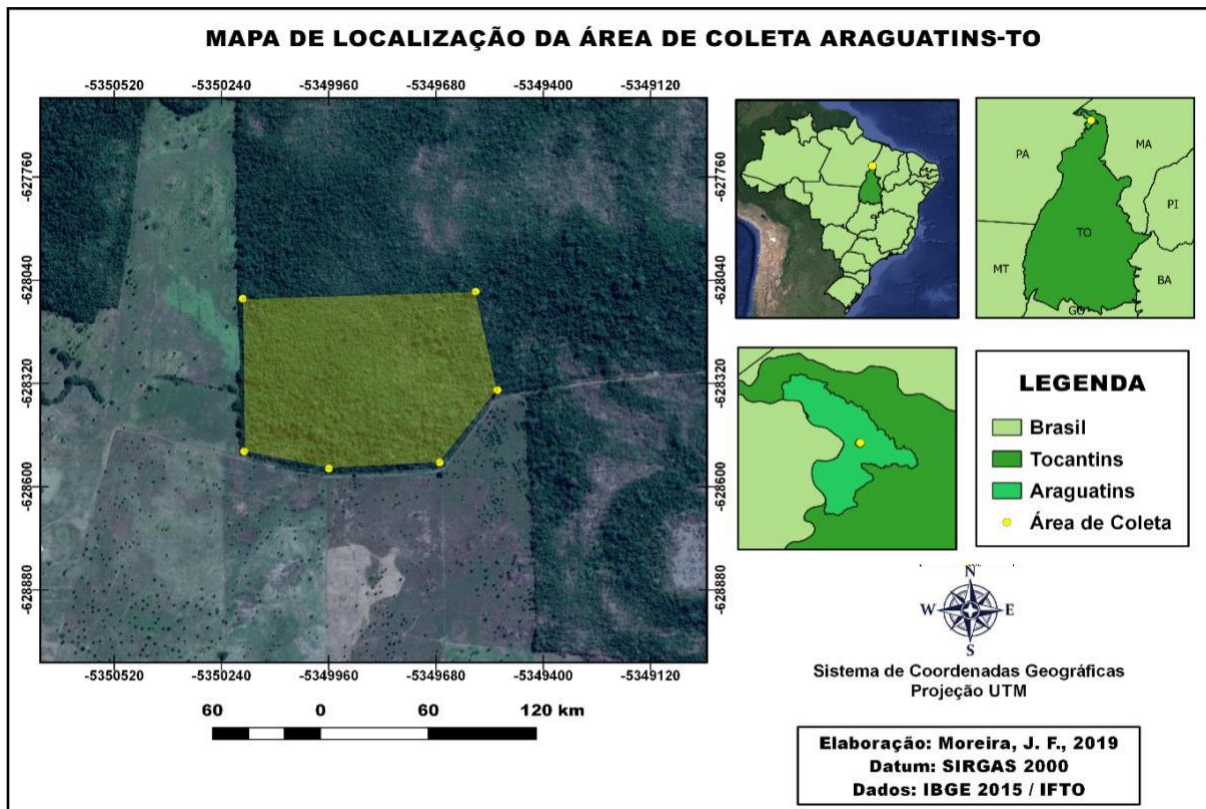 MAPA DE LOCALIZAÇÃO DA ÁREA DE COLETA ARAGUATINS-TO
-5350520 -5350240 -5349960 -5349680 -5349400 -5349120
-627760 -627760
-628040 -628040
-628320 -628320
-628600 -628600
-628880 -628880
-5350520 -5350240 -5349960 -5349680 -5349400 -5349120
60 0 60 120 km
PA
MA
PI
TO
MT
BA
GO
LEGENDA
Brasil
Tocantins
Araguatins
Área de Coleta
N
W E
S
Sistema de Coordenadas Geográficas
Projeção UTM
Elaboração: Moreira, J. F., 2019
Datum: SIRGAS 2000
Dados: IBGE 2015 / IFTO